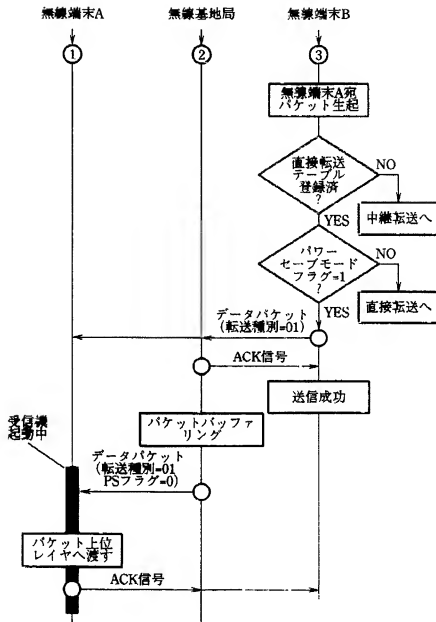 無線端末A
無線基地局
無線端末B
①
②
③
無線端末A宛
パケット生起
直接転送
テーブル
登録済
?
NO
中継転送へ
YES
パワー
セーブモード
フラグ=1
?
NO
直接転送へ
YES
データパケット
(転送種別=01)
ACK信号
送信成功
パケットバッファ
リング
受信機
起動中
データパケット
(転送種別=01
PSフラグ=0)
パケット上位
レイヤへ渡す
ACK信号